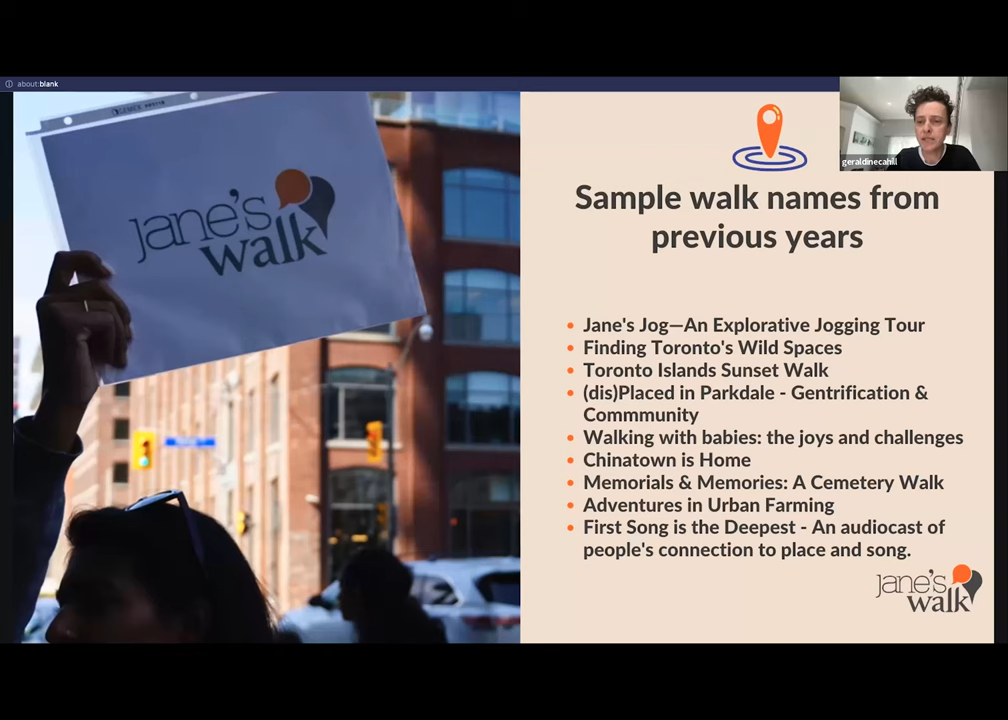 about:blank
jane's
walk
geraldinecahill
Sample walk names from
previous years
• Jane's Jog—An Explorative Jogging Tour
• Finding Toronto's Wild Spaces
• Toronto Islands Sunset Walk
• (dis)Placed in Parkdale - Gentrification &
Commmunity
• Walking with babies: the joys and challenges
• Chinatown is Home
• Memorials & Memories: A Cemetery Walk
• Adventures in Urban Farming
• First Song is the Deepest - An audiocast of
people's connection to place and song.
jane's
walk